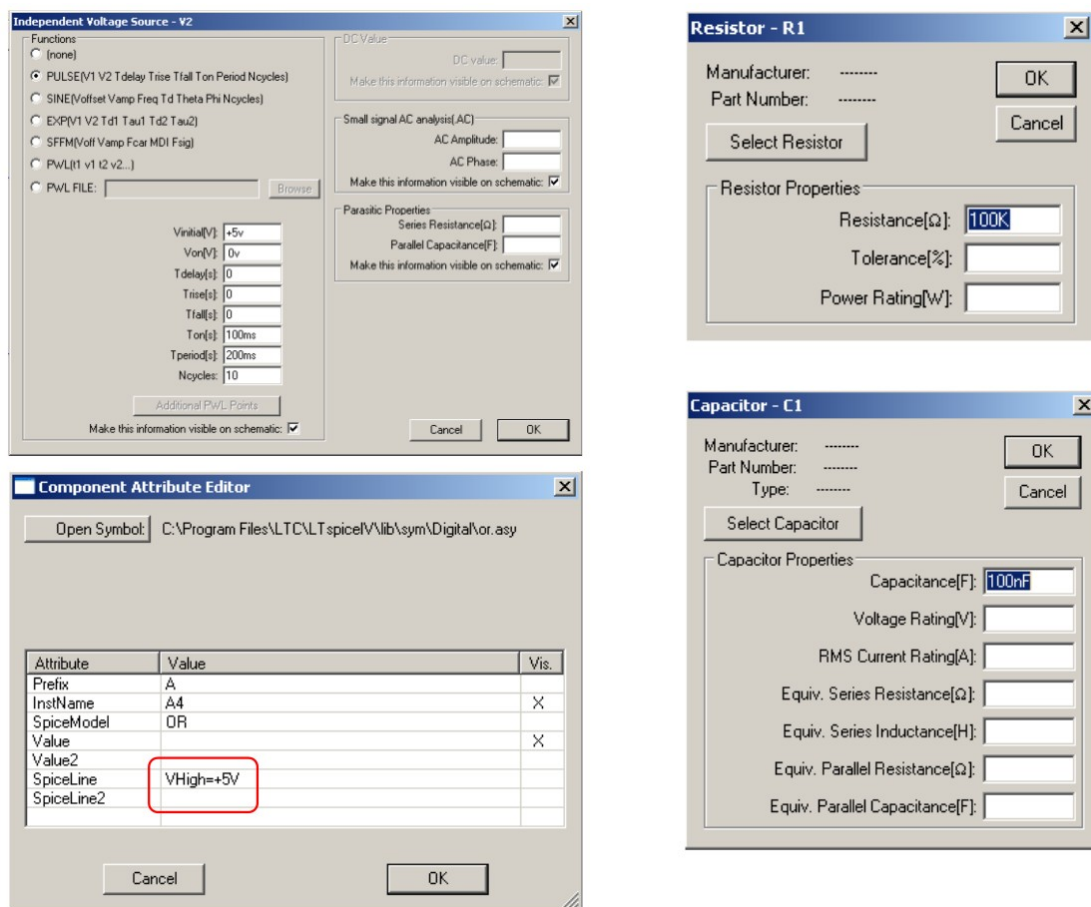 Independent Voltage Source - V2
Functions
(none)
PULSE(V1 V2 Tdelay Trise Tfall Ton Period Ncycles)
SINE(Voffset Vamp Freq Td Theta Phi Ncycles)
EXP(V1 V2 Td1 Tau1 Td2 Tau2)
SFFM(Voff Vamp Fcar MDI Fsig)
PWL(t1 v1 t2 v2...)
PWL FILE: Browse
Vinitial[V]: +5v
Von[V]: 0v
Tdelay[s]: 0
Trise[s]: 0
Tfall[s]: 0
Ton[s]: 100ms
Tperiod[s]: 200ms
Ncycles: 10
Additional PWL Points
Make this information visible on schematic:
DC Value
DC value:
Make this information visible on schematic:
Small signal AC analysis(.AC)
AC Amplitude:
AC Phase:
Make this information visible on schematic:
Parasitic Properties
Series Resistance[Ω]:
Parallel Capacitance[F]:
Make this information visible on schematic:
Cancel OK
Resistor - R1
Manufacturer: --------
OK
Part Number: --------
Cancel
Select Resistor
Resistor Properties
Resistance[Ω]: 100K
Tolerance[%]:
Power Rating[W]:
Component Attribute Editor
Open Symbol: C:\Program Files\LTC\LTspiceIV\lib\sym\Digital\or.asy
Attribute Value Vis.
Prefix A
InstName A4 X
SpiceModel OR
Value X
Value2
SpiceLine VHigh=+5V
SpiceLine2
Cancel OK
Capacitor - C1
Manufacturer: --------
OK
Part Number: --------
Type: --------
Cancel
Select Capacitor
Capacitor Properties
Capacitance[F]: 100nF
Voltage Rating[V]:
RMS Current Rating[A]:
Equiv. Series Resistance[Ω]:
Equiv. Series Inductance[H]:
Equiv. Parallel Resistance[Ω]:
Equiv. Parallel Capacitance[F]: